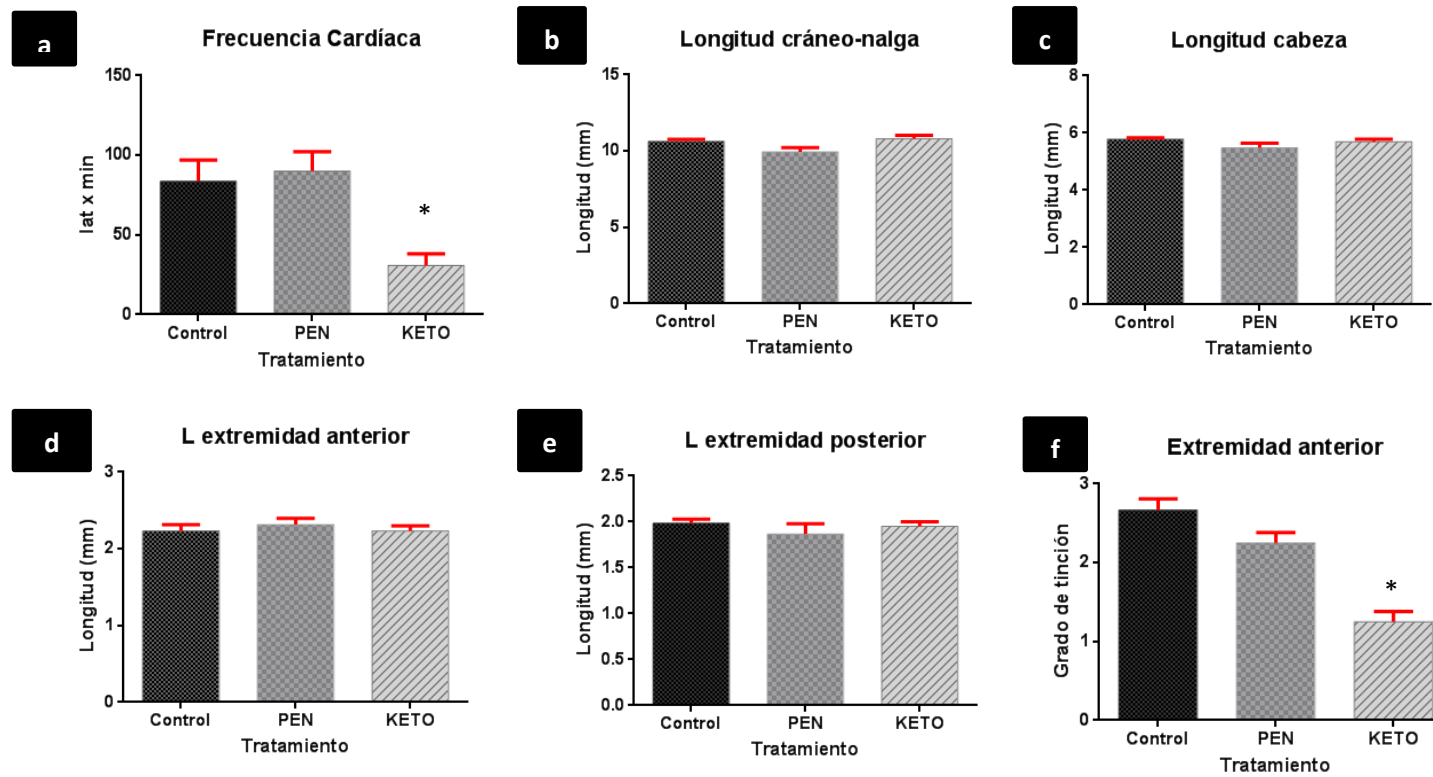 a
Frecuencia Cardíaca
150
100
50
0
lat x min
*
Control PEN KETO
Tratamiento
b
Longitud cráneo-nalga
15
10
5
0
Longitud (mm)
Control PEN KETO
Tratamiento
c
Longitud cabeza
8
6
4
2
0
Longitud (mm)
Control PEN KETO
Tratamiento
d
L extremidad anterior
3
2
1
0
Longitud (mm)
Control PEN KETO
Tratamiento
e
L extremidad posterior
2.5
2.0
1.5
1.0
0.5
0.0
Longitud (mm)
Control PEN KETO
Tratamiento
f
Extremidad anterior
3
2
1
0
Grado de tinción
*
Control PEN KETO
Tratamiento